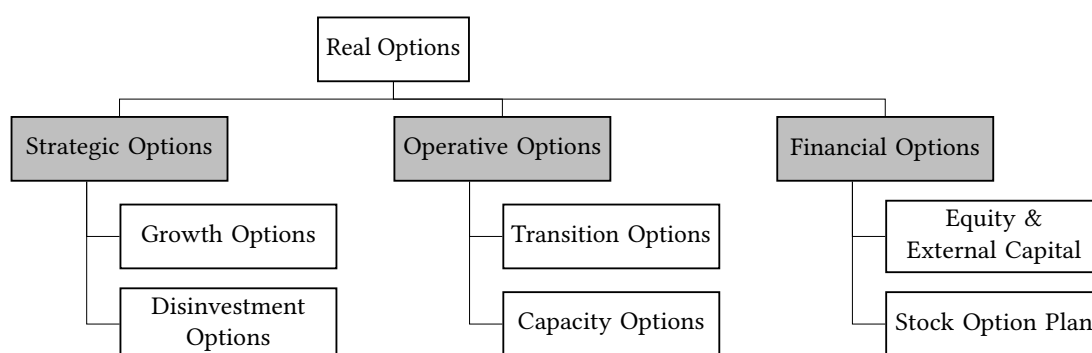 Real Options
Strategic Options
Operative Options
Financial Options
Growth Options
Transition Options
Equity &
External Capital
Disinvestment
Options
Capacity Options
Stock Option Plan